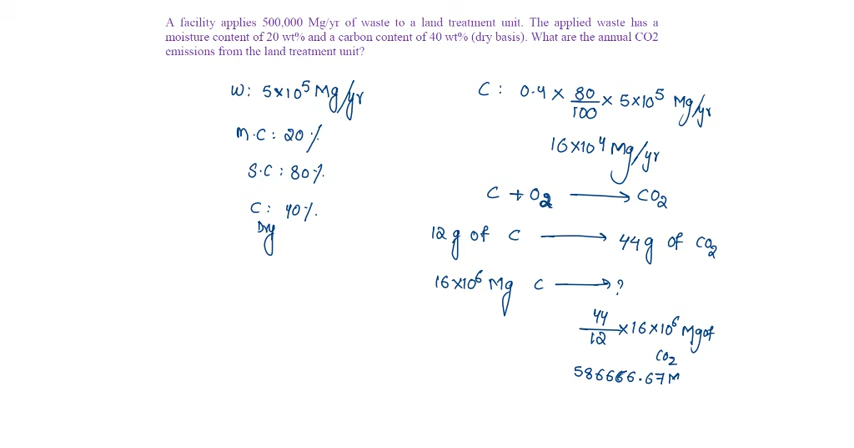 A facility applies 500,000 Mg/yr of waste to a land treatment unit. The applied waste has a
moisture content of 20 wt% and a carbon content of 40 wt% (dry basis). What are the annual CO2
emissions from the land treatment unit?
W: 5×10⁵ Mg/yr
M.C: 20%
S.C: 80%
C: 40%
Dry
C: 0.4 × 80/100 × 5×10⁵ Mg/yr
16×10⁴ Mg/yr
C + O₂ → CO₂
12g of C → 44g of CO₂
16×10⁶ Mg C → ?
44/12 × 16×10⁶ Mg of
CO₂
586666.67 M